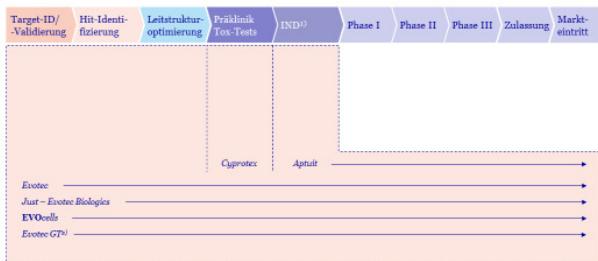 Target-ID/
-Validierung
Hit-Identi-
fizierung
Leitstruktur-
optimierung
Präklinik
Tox-Tests
IND¹⁾
Phase I
Phase II
Phase III
Zulassung
Markt-
eintritt
Cyprotex
Aptuit
Evotec
Just – Evotec Biologics
EVOcells
Evotec GT²⁾